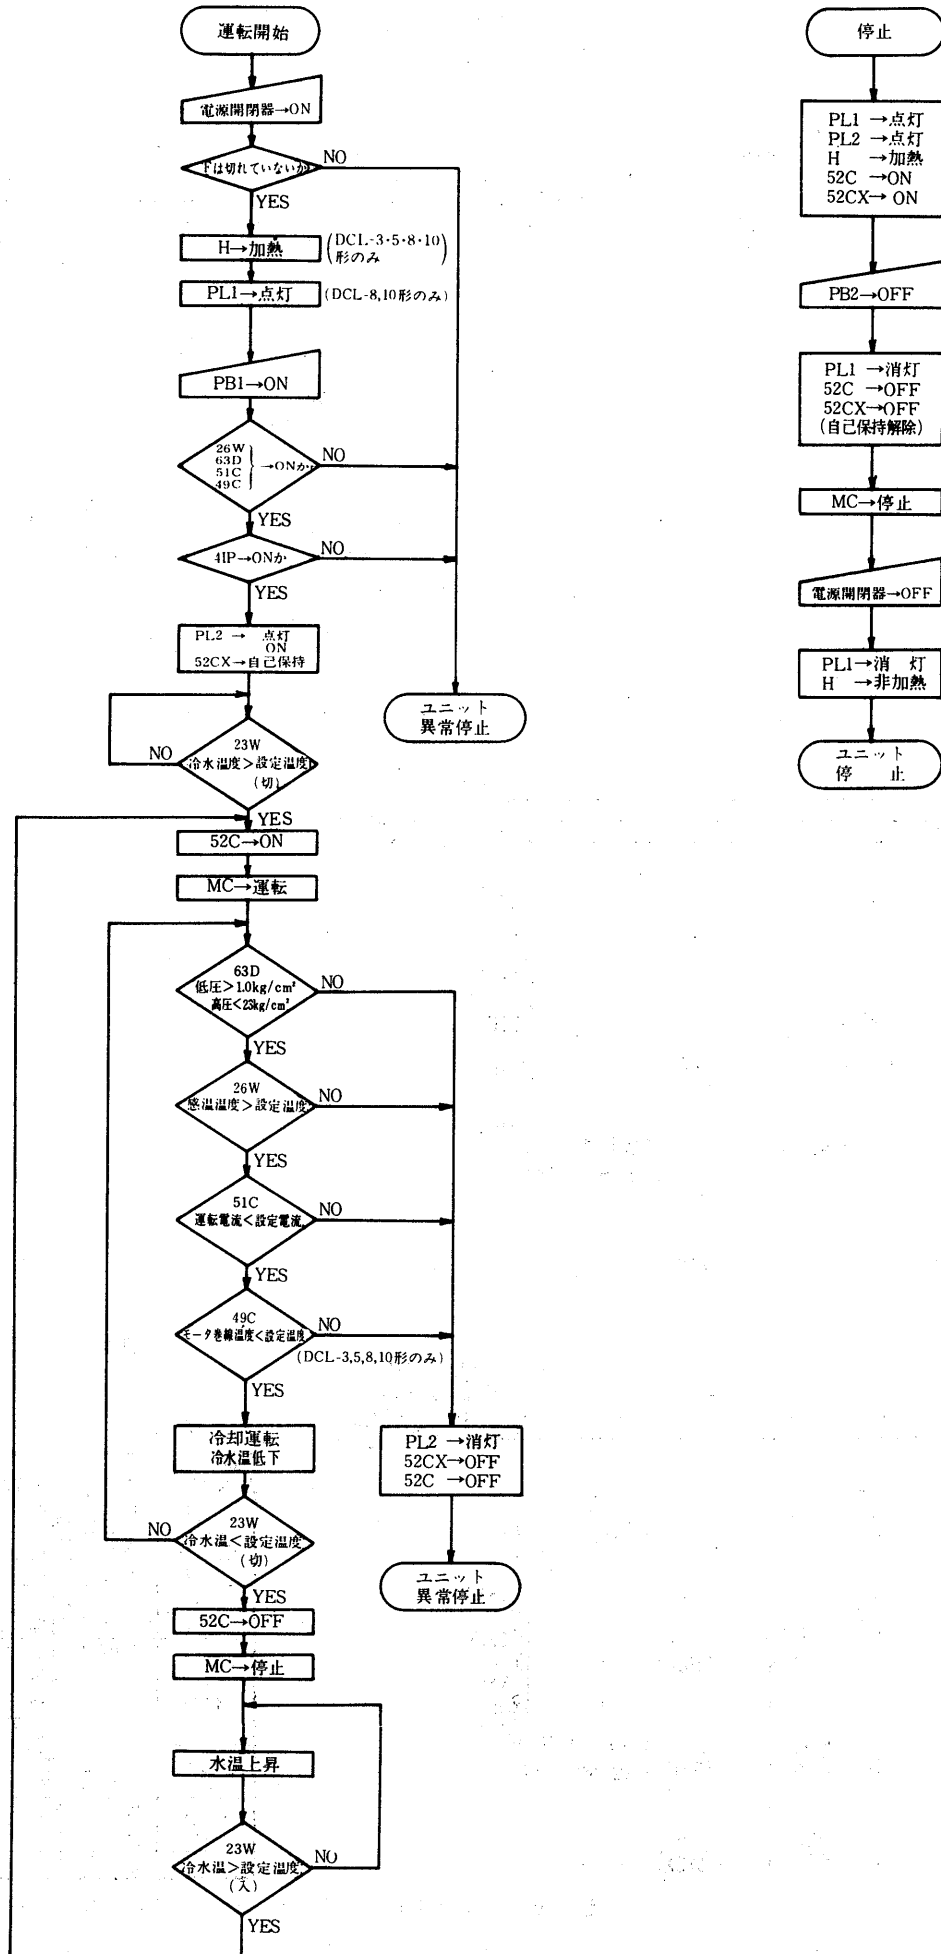 運転開始
電源開閉器→ON
Fは切れていないか
NO
YES
H→加熱
(DCL-3・5・8・10)
形のみ
PL1→点灯
(DCL-8,10形のみ)
PB1→ON
26W
63D
51C
49C
→ONか
NO
YES
41P→ONか
NO
YES
PL2 → 点灯
ON
52CX→自己保持
ユニット
異常停止
23W
冷水温度>設定温度
(切)
NO
YES
52C→ON
MC→運転
63D
低圧>1.0kg/cm²
高圧<23kg/cm²
NO
YES
26W
感温温度>設定温度
NO
YES
51C
運転電流<設定電流
NO
YES
49C
モータ巻線温度<設定温度
NO
(DCL-3,5,8,10形のみ)
YES
冷却運転
冷水温低下
PL2 →消灯
52CX→OFF
52C →OFF
23W
冷水温<設定温度
(切)
NO
YES
ユニット
異常停止
52C→OFF
MC→停止
水温上昇
23W
冷水温>設定温度
(入)
NO
YES
停止
PL1 →点灯
PL2 →点灯
H →加熱
52C →ON
52CX→ ON
PB2→OFF
PL1 →消灯
52C →OFF
52CX→OFF
(自己保持解除)
MC→停止
電源開閉器→OFF
PL1→消 灯
H →非加熱
ユニット
停 止